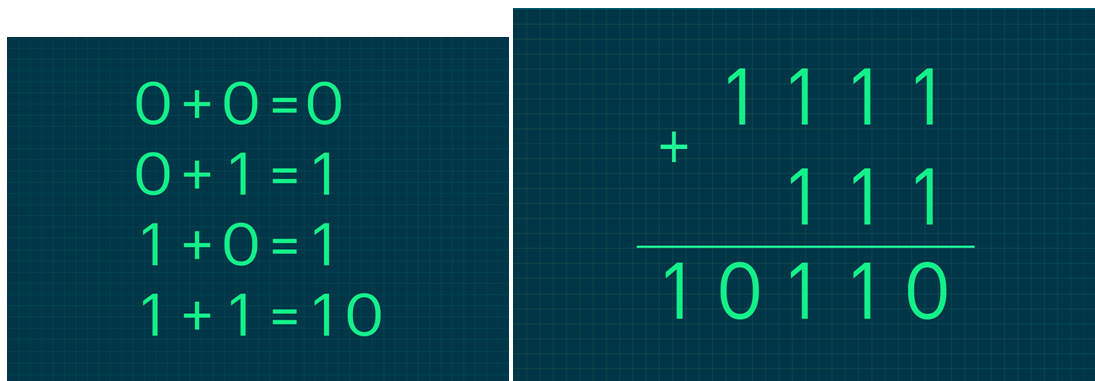 0 + 0 = 0
0 + 1 = 1
1 + 0 = 1
1 + 1 = 10
1 1 1 1
+
1 1 1
1 0 1 1 0